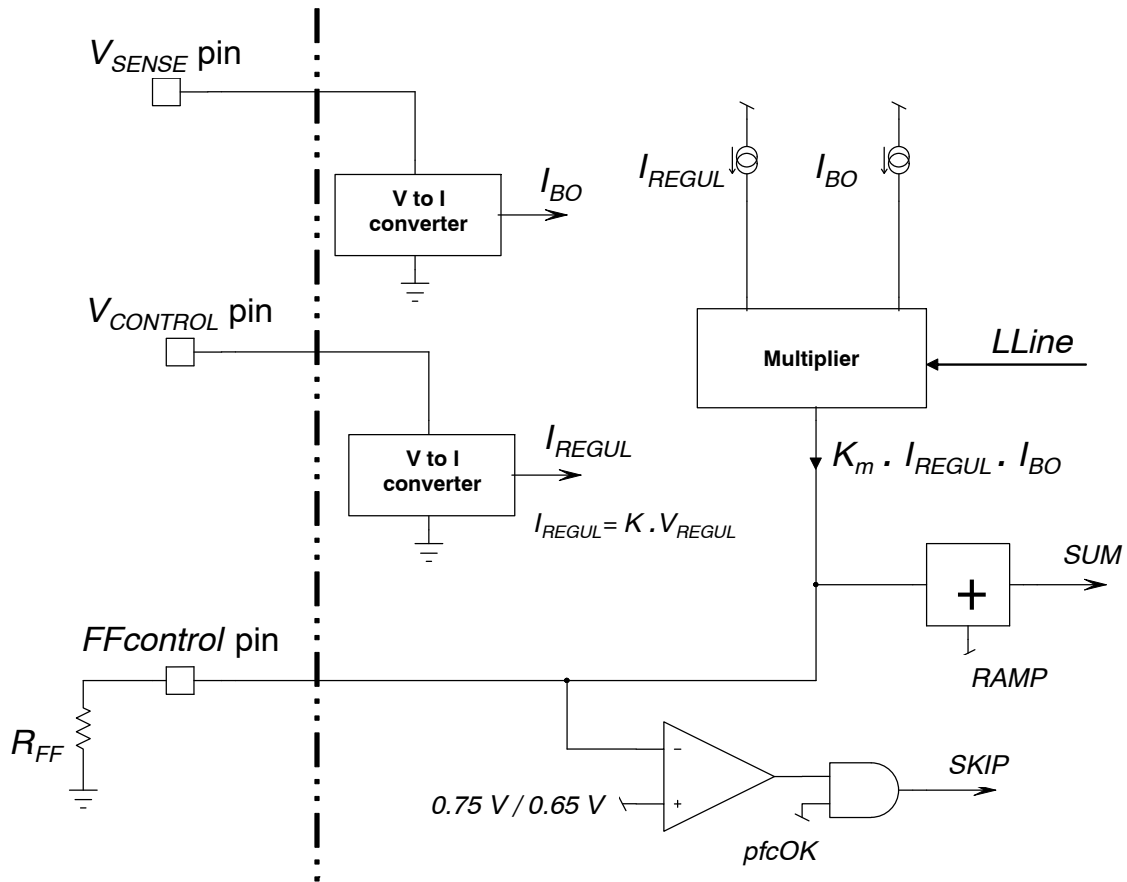 V_SENSE pin
V to I
converter
I_BO
I_REGUL
I_BO
V_CONTROL pin
Multiplier
LLine
V to I
converter
I_REGUL
I_REGUL = K . V_REGUL
K_m . I_REGUL . I_BO
+
SUM
RAMP
FFcontrol pin
R_FF
−
+
0.75 V / 0.65 V
pfcOK
SKIP